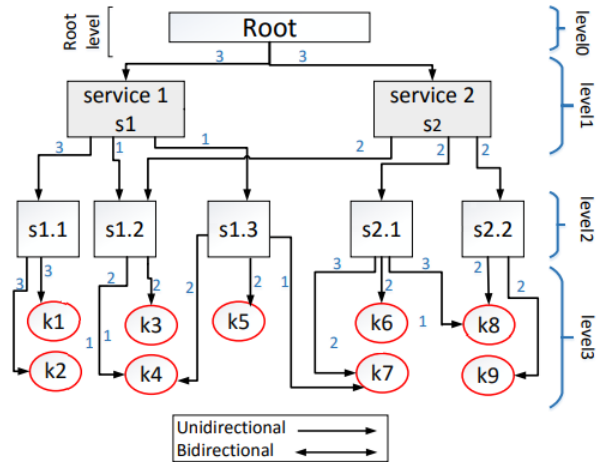 Root
Root level
level0
3 3
service 1
s1
service 2
s2
level1
3 1 1 2 2 2
s1.1 s1.2 s1.3 s2.1 s2.2
level2
3 3 2 2 2 2 1 3 2 3 2 2
k1 k3 k5 k6 k8
1 1 2 1
k2 k4 k7 k9
level3
Unidirectional
Bidirectional